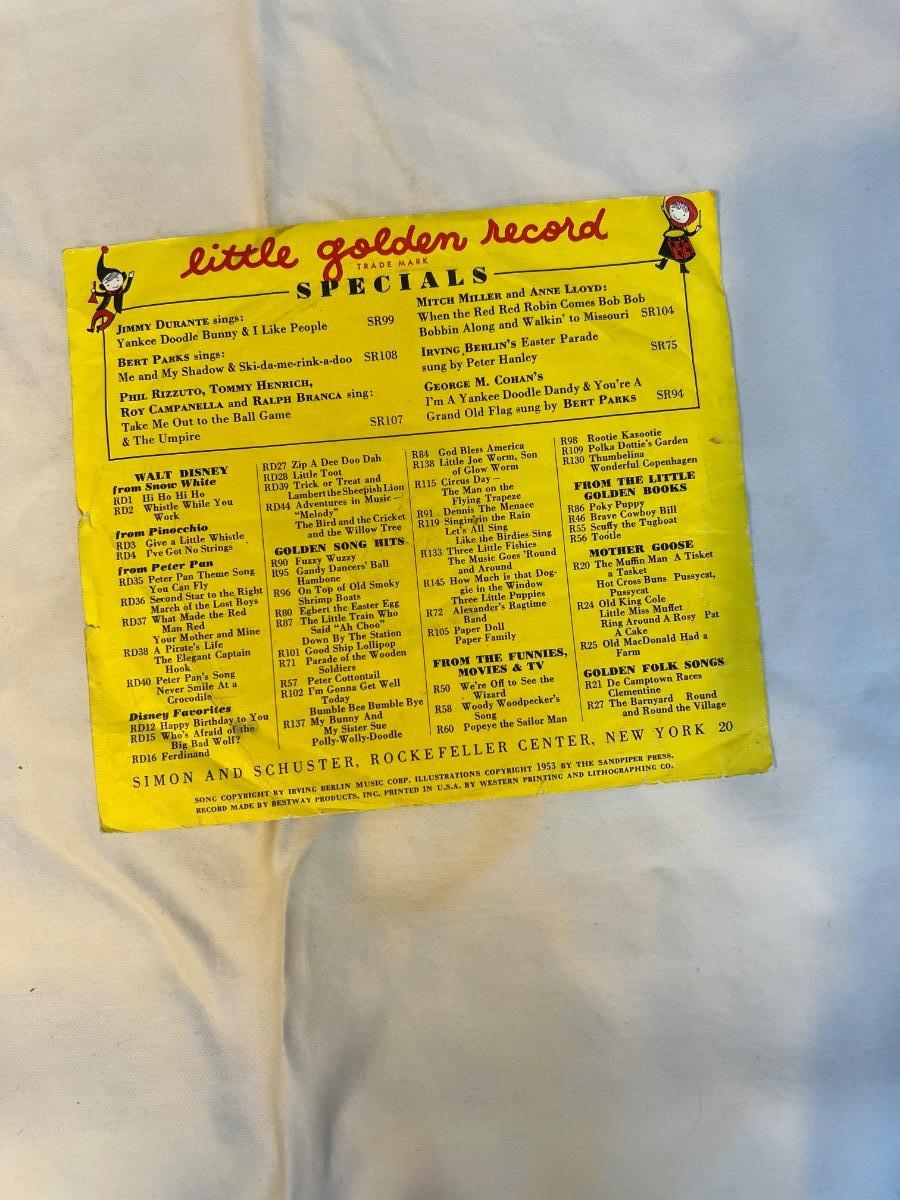 little golden record
TRADE MARK
SPECIALS
JIMMY DURANTE sings:
Yankee Doodle Bunny & I Like People SR99
BERT PARKS sings:
Me and My Shadow & Ski-da-me-rink-a-doo SR108
PHIL RIZZUTO, TOMMY HENRICH,
ROY CAMPANELLA and RALPH BRANCA sing:
Take Me Out to the Ball Game
& The Umpire SR107
MITCH MILLER and ANNE LLOYD:
When the Red Red Robin Comes Bob Bob
Bobbin Along and Walkin' to Missouri SR104
IRVING BERLIN'S Easter Parade
sung by Peter Hanley SR75
GEORGE M. COHAN'S
I'm A Yankee Doodle Dandy & You're A
Grand Old Flag sung by BERT PARKS SR94
WALT DISNEY
from Snow White
RD1 Hi Ho Hi Ho
RD2 Whistle While You
Work
from Pinocchio
RD3 Give a Little Whistle
RD4 I've Got No Strings
from Peter Pan
RD35 Peter Pan Theme Song
You Can Fly
RD36 Second Star to the Right
March of the Lost Boys
RD37 What Made the Red
Man Red
Your Mother and Mine
RD38 A Pirate's Life
The Elegant Captain
Hook
RD40 Peter Pan's Song
Never Smile At a
Crocodile
Disney Favorites
RD12 Happy Birthday to You
RD15 Who's Afraid of the
Big Bad Wolf?
RD16 Ferdinand
RD27 Zip A Dee Doo Dah
RD28 Little Toot
RD39 Trick or Treat and
Lambert the Sheepish Lion
RD44 Adventures in Music—
"Melody"
The Bird and the Cricket
and the Willow Tree
GOLDEN SONG HITS
R90 Fuzzy Wuzzy
R95 Gandy Dancers' Ball
Hambone
R96 On Top of Old Smoky
Shrimp Boats
R80 Egbert the Easter Egg
R87 The Little Train Who
Said "Ah Choo"
Down By The Station
R101 Good Ship Lollipop
R71 Parade of the Wooden
Soldiers
R57 Peter Cottontail
R102 I'm Gonna Get Well
Today
Bumble Bee Bumble Bye
R137 My Bunny And
My Sister Sue
Polly-Wolly-Doodle
R84 God Bless America
R138 Little Joe Worm, Son
of Glow Worm
R115 Circus Day—
The Man on the
Flying Trapeze
R91 Dennis The Menace
R119 Singin' in the Rain
Let's All Sing
Like the Birdies Sing
R133 Three Little Fishies
The Music Goes 'Round
and Around
R145 How Much is that Dog-
gie in the Window
Three Little Puppies
R72 Alexander's Ragtime
Band
R105 Paper Doll
Paper Family
FROM THE FUNNIES,
MOVIES & TV
R50 We're Off to See the
Wizard
R58 Woody Woodpecker's
Song
R60 Popeye the Sailor Man
R98 Rootie Kazootie
R109 Polka Dottie's Garden
R130 Thumbelina
Wonderful Copenhagen
FROM THE LITTLE
GOLDEN BOOKS
R86 Poky Puppy
R46 Brave Cowboy Bill
R55 Scuffy the Tugboat
R56 Tootle
MOTHER GOOSE
R20 The Muffin Man A Tisket
a Tasket
Hot Cross Buns Pussycat,
Pussycat
R24 Old King Cole
Little Miss Muffet
Ring Around A Rosy Pat
A Cake
R25 Old MacDonald Had a
Farm
GOLDEN FOLK SONGS
R21 De Camptown Races
Clementine
R27 The Barnyard Round
and Round the Village
SIMON AND SCHUSTER, ROCKEFELLER CENTER, NEW YORK 20
SONG COPYRIGHT BY IRVING BERLIN MUSIC CORP. ILLUSTRATIONS COPYRIGHT 1953 BY THE SANDPIPER PRESS.
RECORD MADE BY BESTWAY PRODUCTS, INC. PRINTED IN U.S.A. BY WESTERN PRINTING AND LITHOGRAPHING CO.